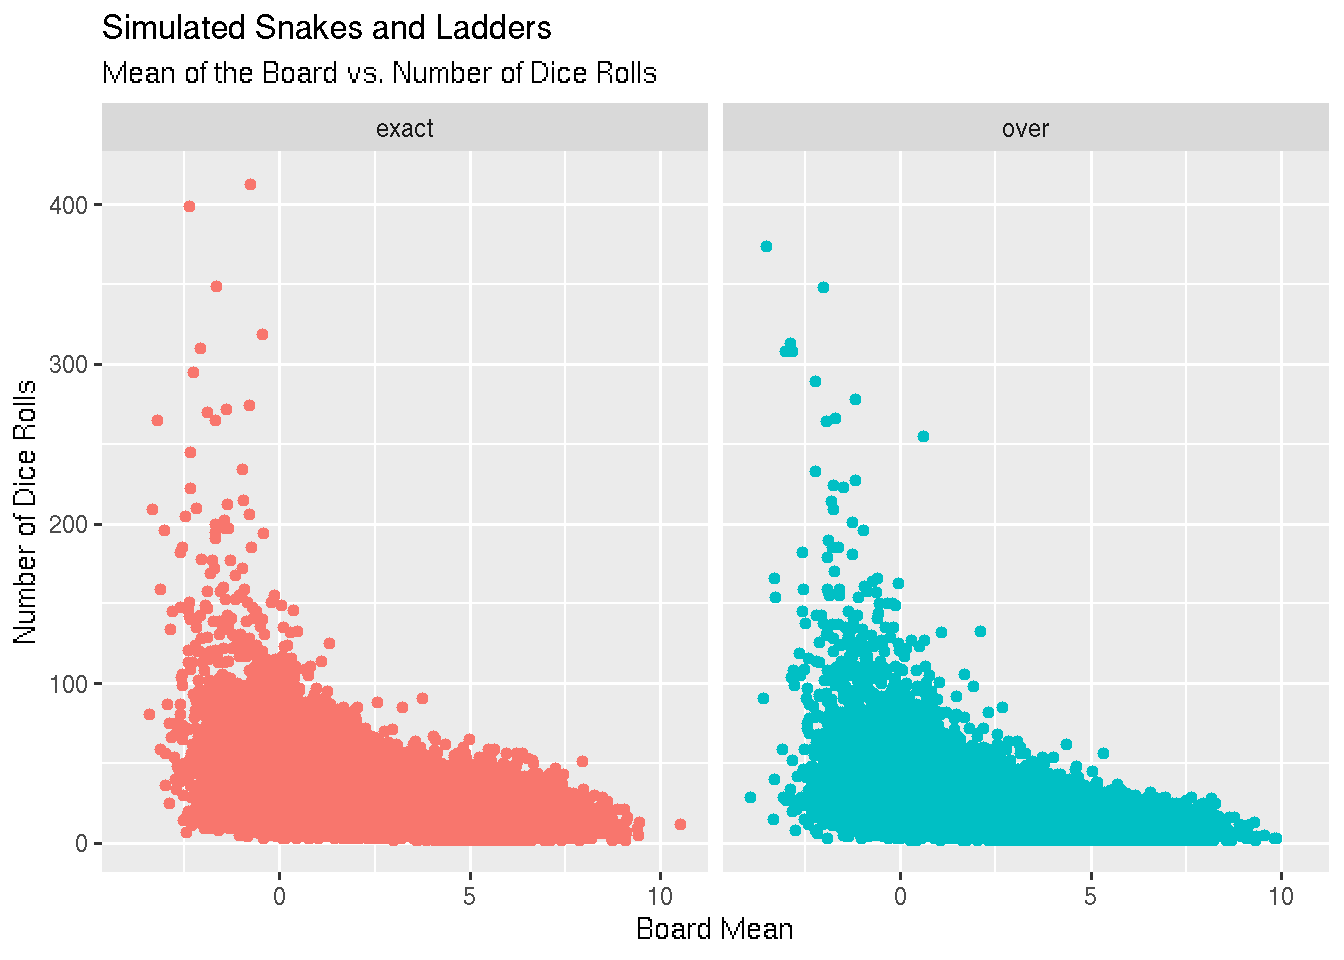 Simulated Snakes and Ladders
Mean of the Board vs. Number of Dice Rolls
exact
over
Number of Dice Rolls
400
300
200
100
0
0 5 10
0 5 10
Board Mean